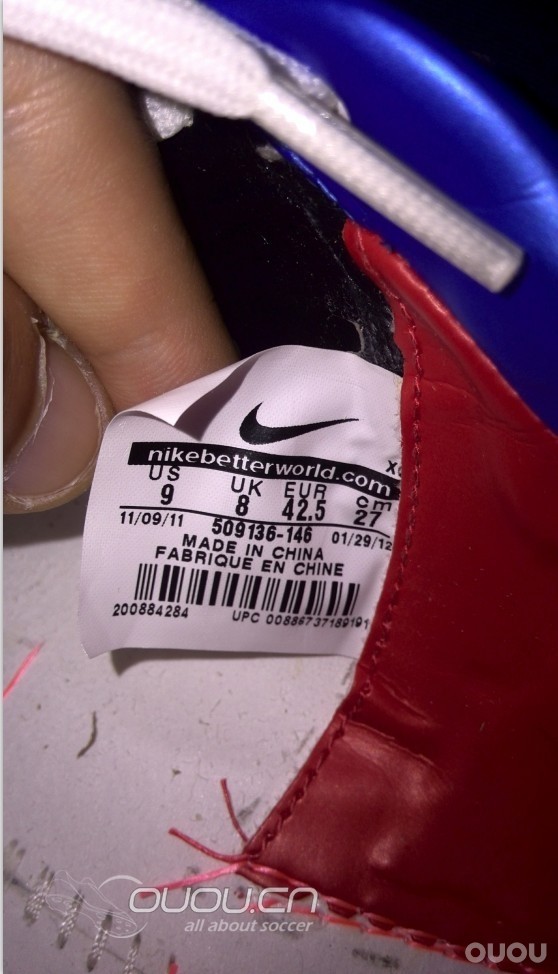 nikebetterworld.com
US UK EUR cm
9 8 42.5 27
11/09/11 509136-146 01/29/12
MADE IN CHINA
FABRIQUE EN CHINE
200884284 UPC
OUOU.CN
all about soccer
OUOU